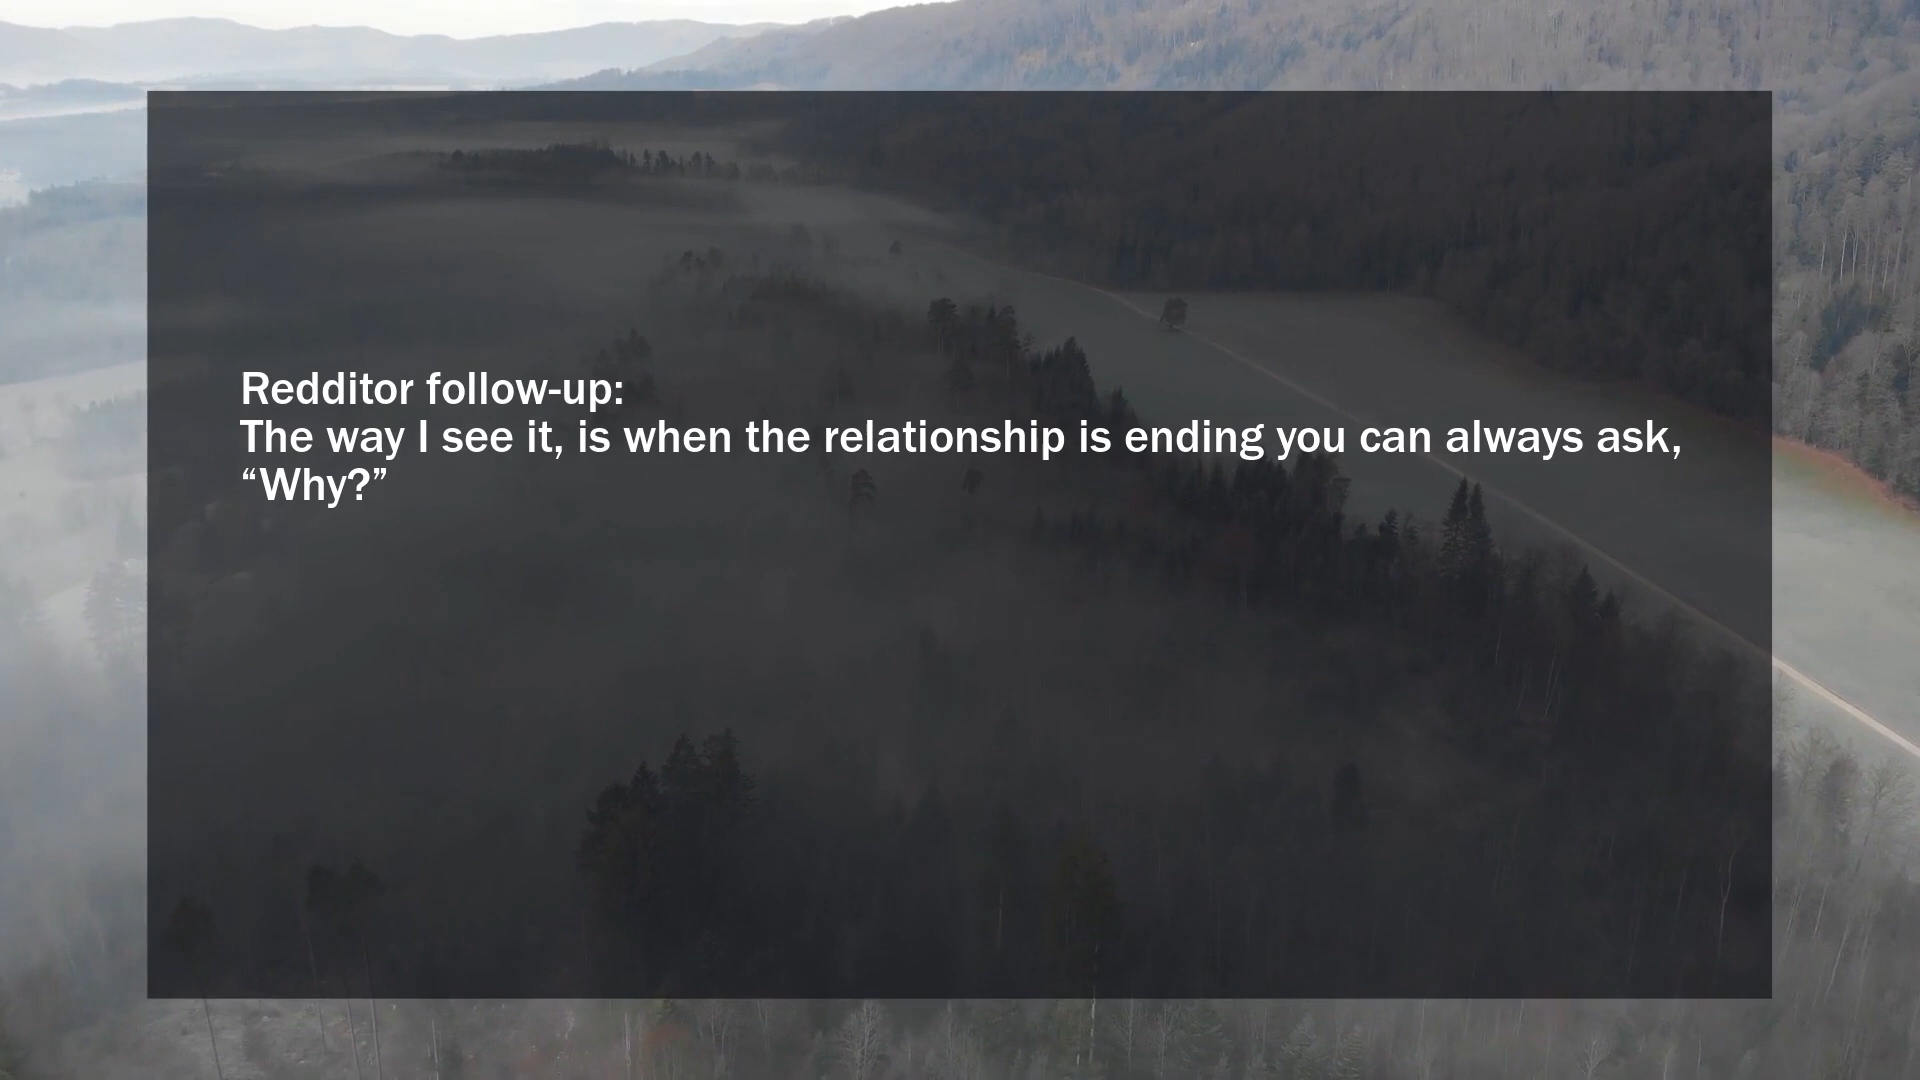 Redditor follow-up:
The way I see it, is when the relationship is ending you can always ask,
“Why?”